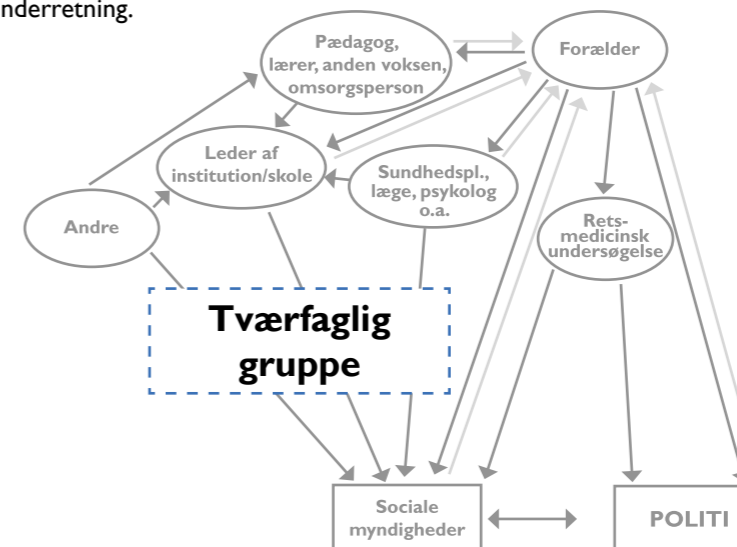 nderretning.
Pædagog,
lærer, anden voksen,
omsorgsperson
Forælder
Leder af
institution/skole
Sundhedspl.,
læge, psykolog
o.a.
Andre
Rets-
medicinsk
undersøgelse
Tværfaglig
gruppe
Sociale
myndigheder
POLITI